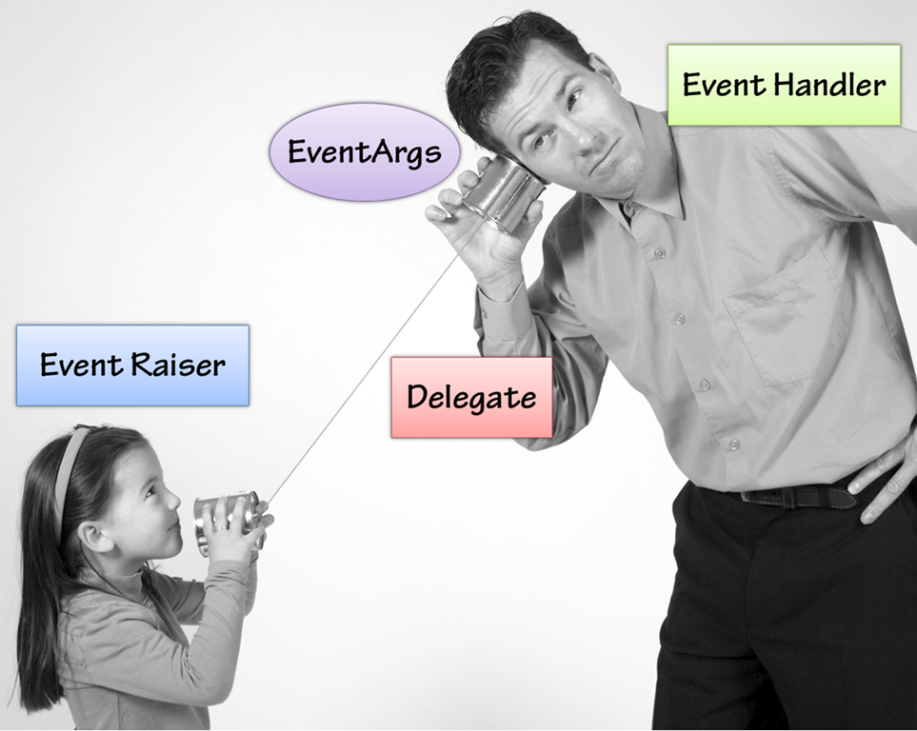 Event Handler
EventArgs
Event Raiser
Delegate